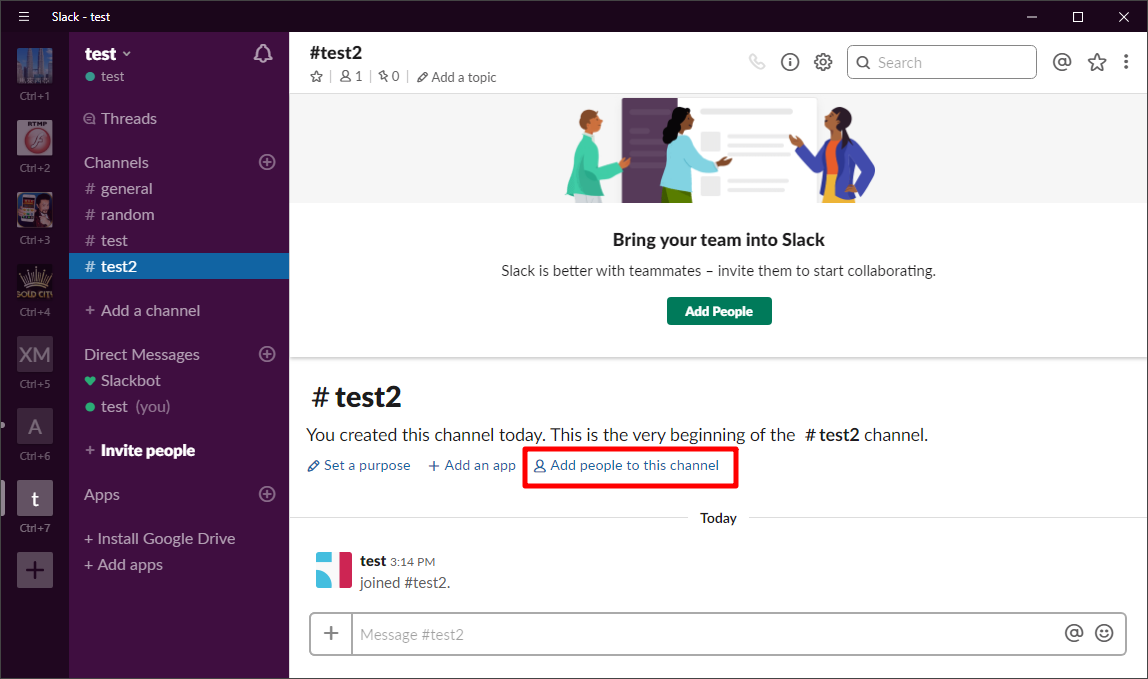 Slack - test
Ctrl+1
RTMP
Ctrl+2
Ctrl+3
Ctrl+4
XM
Ctrl+5
A
Ctrl+6
t
Ctrl+7
+
test
test
Threads
Channels
# general
# random
# test
# test2
+ Add a channel
Direct Messages
Slackbot
test (you)
+ Invite people
Apps
+ Install Google Drive
+ Add apps
#test2
1 | 0 | Add a topic
Search
@
Bring your team into Slack
Slack is better with teammates – invite them to start collaborating.
Add People
# test2
You created this channel today. This is the very beginning of the # test2 channel.
Set a purpose + Add an app Add people to this channel
Today
test 3:14 PM
joined #test2.
+ Message #test2 @